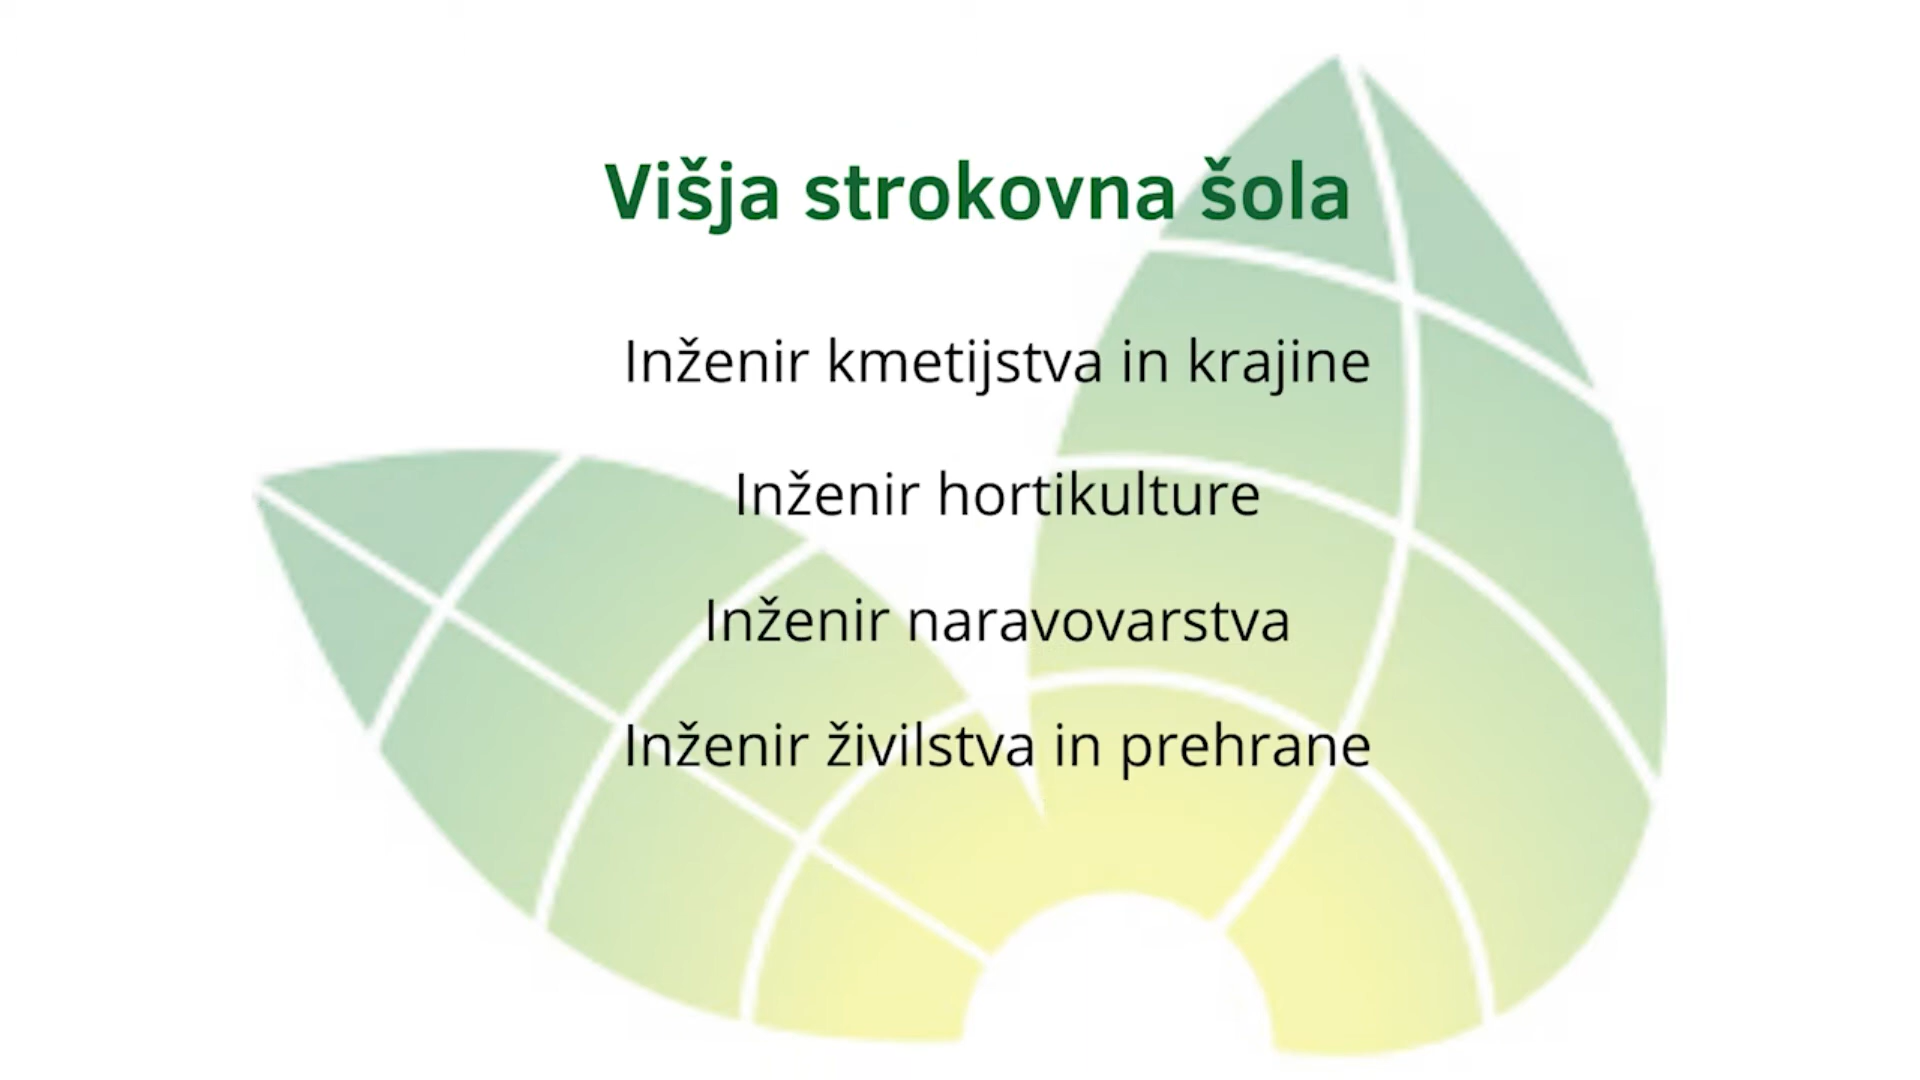 Višja strokovna šola
Inženir kmetijstva in krajine
Inženir hortikulture
Inženir naravovarstva
Inženir živilstva in prehrane